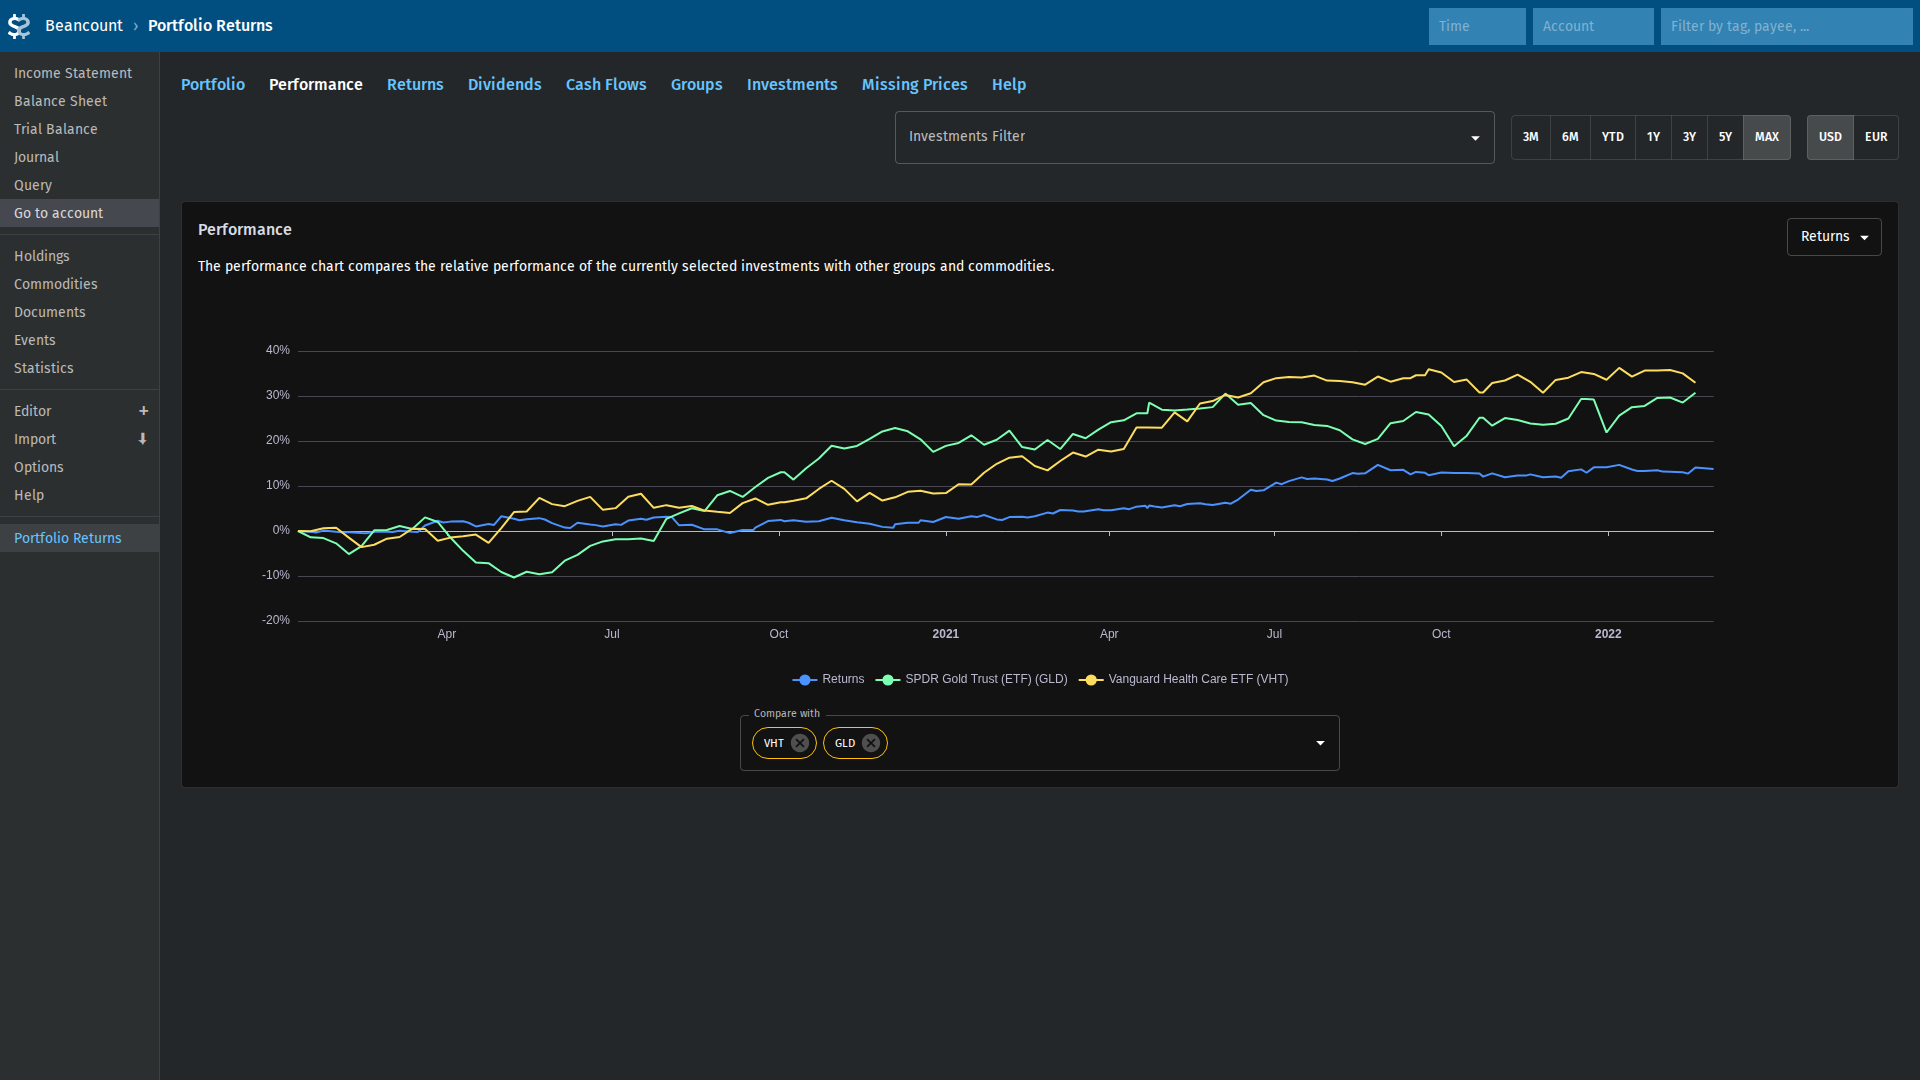 Beancount › Portfolio Returns
Time
Account
Filter by tag, payee, ...
Income Statement
Balance Sheet
Trial Balance
Journal
Query
Go to account
Holdings
Commodities
Documents
Events
Statistics
Editor +
Import
Options
Help
Portfolio Returns
Portfolio Performance Returns Dividends Cash Flows Groups Investments Missing Prices Help
Investments Filter
3M 6M YTD 1Y 3Y 5Y MAX USD EUR
Performance
Returns
The performance chart compares the relative performance of the currently selected investments with other groups and commodities.
40%
30%
20%
10%
0%
-10%
-20%
Apr Jul Oct 2021 Apr Jul Oct 2022
Returns SPDR Gold Trust (ETF) (GLD) Vanguard Health Care ETF (VHT)
Compare with
VHT GLD